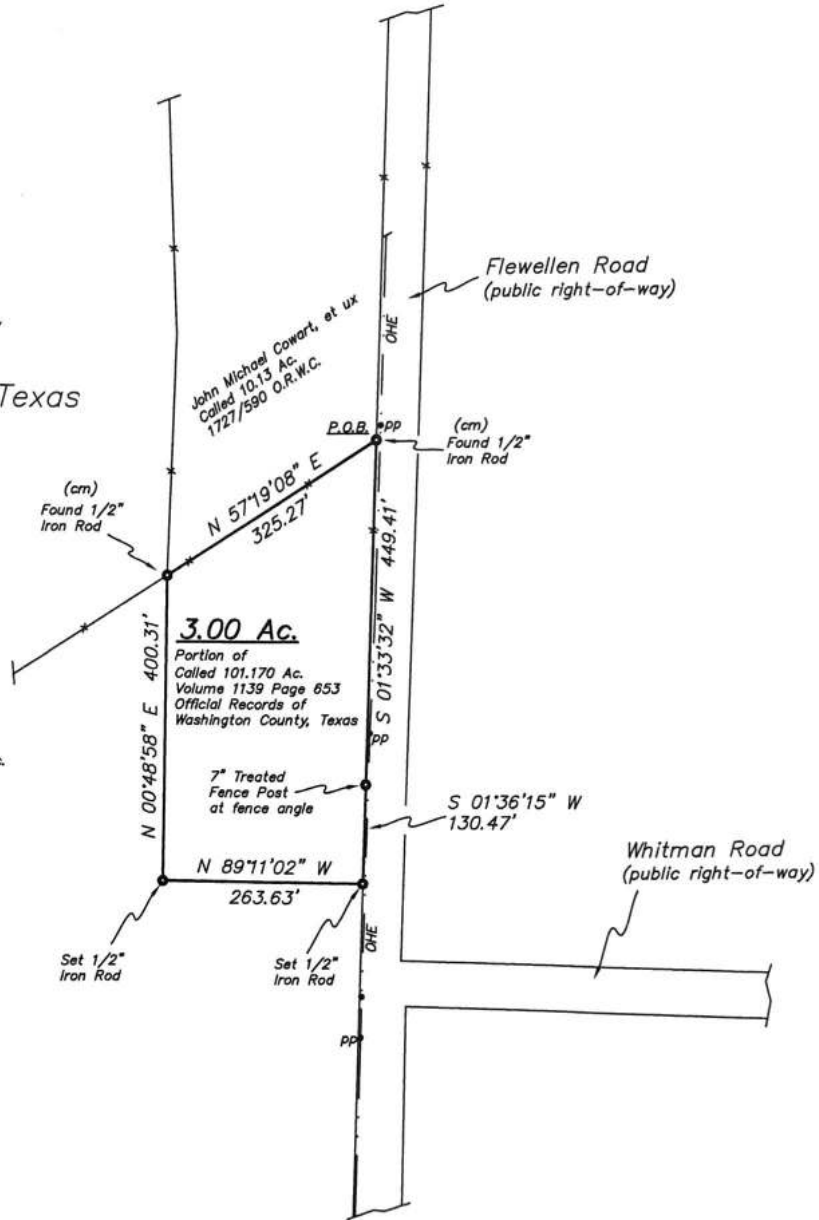 Flewellen Road
(public right-of-way)
OHE
John Michael Cowart, et ux
Called 10.13 Ac.
1727/590 O.R.W.C.
Texas
P.O.B.
pp
(cm)
Found 1/2"
Iron Rod
(cm)
Found 1/2"
Iron Rod
N 57°19'08" E
325.27'
S 01°33'32" W 449.41'
N 00°48'58" E 400.31'
3.00 Ac.
Portion of
Called 101.170 Ac.
Volume 1139 Page 653
Official Records of
Washington County, Texas
pp
7" Treated
Fence Post
at fence angle
S 01°36'15" W
130.47'
N 89°11'02" W
263.63'
Whitman Road
(public right-of-way)
Set 1/2"
Iron Rod
Set 1/2"
Iron Rod
OHE
pp